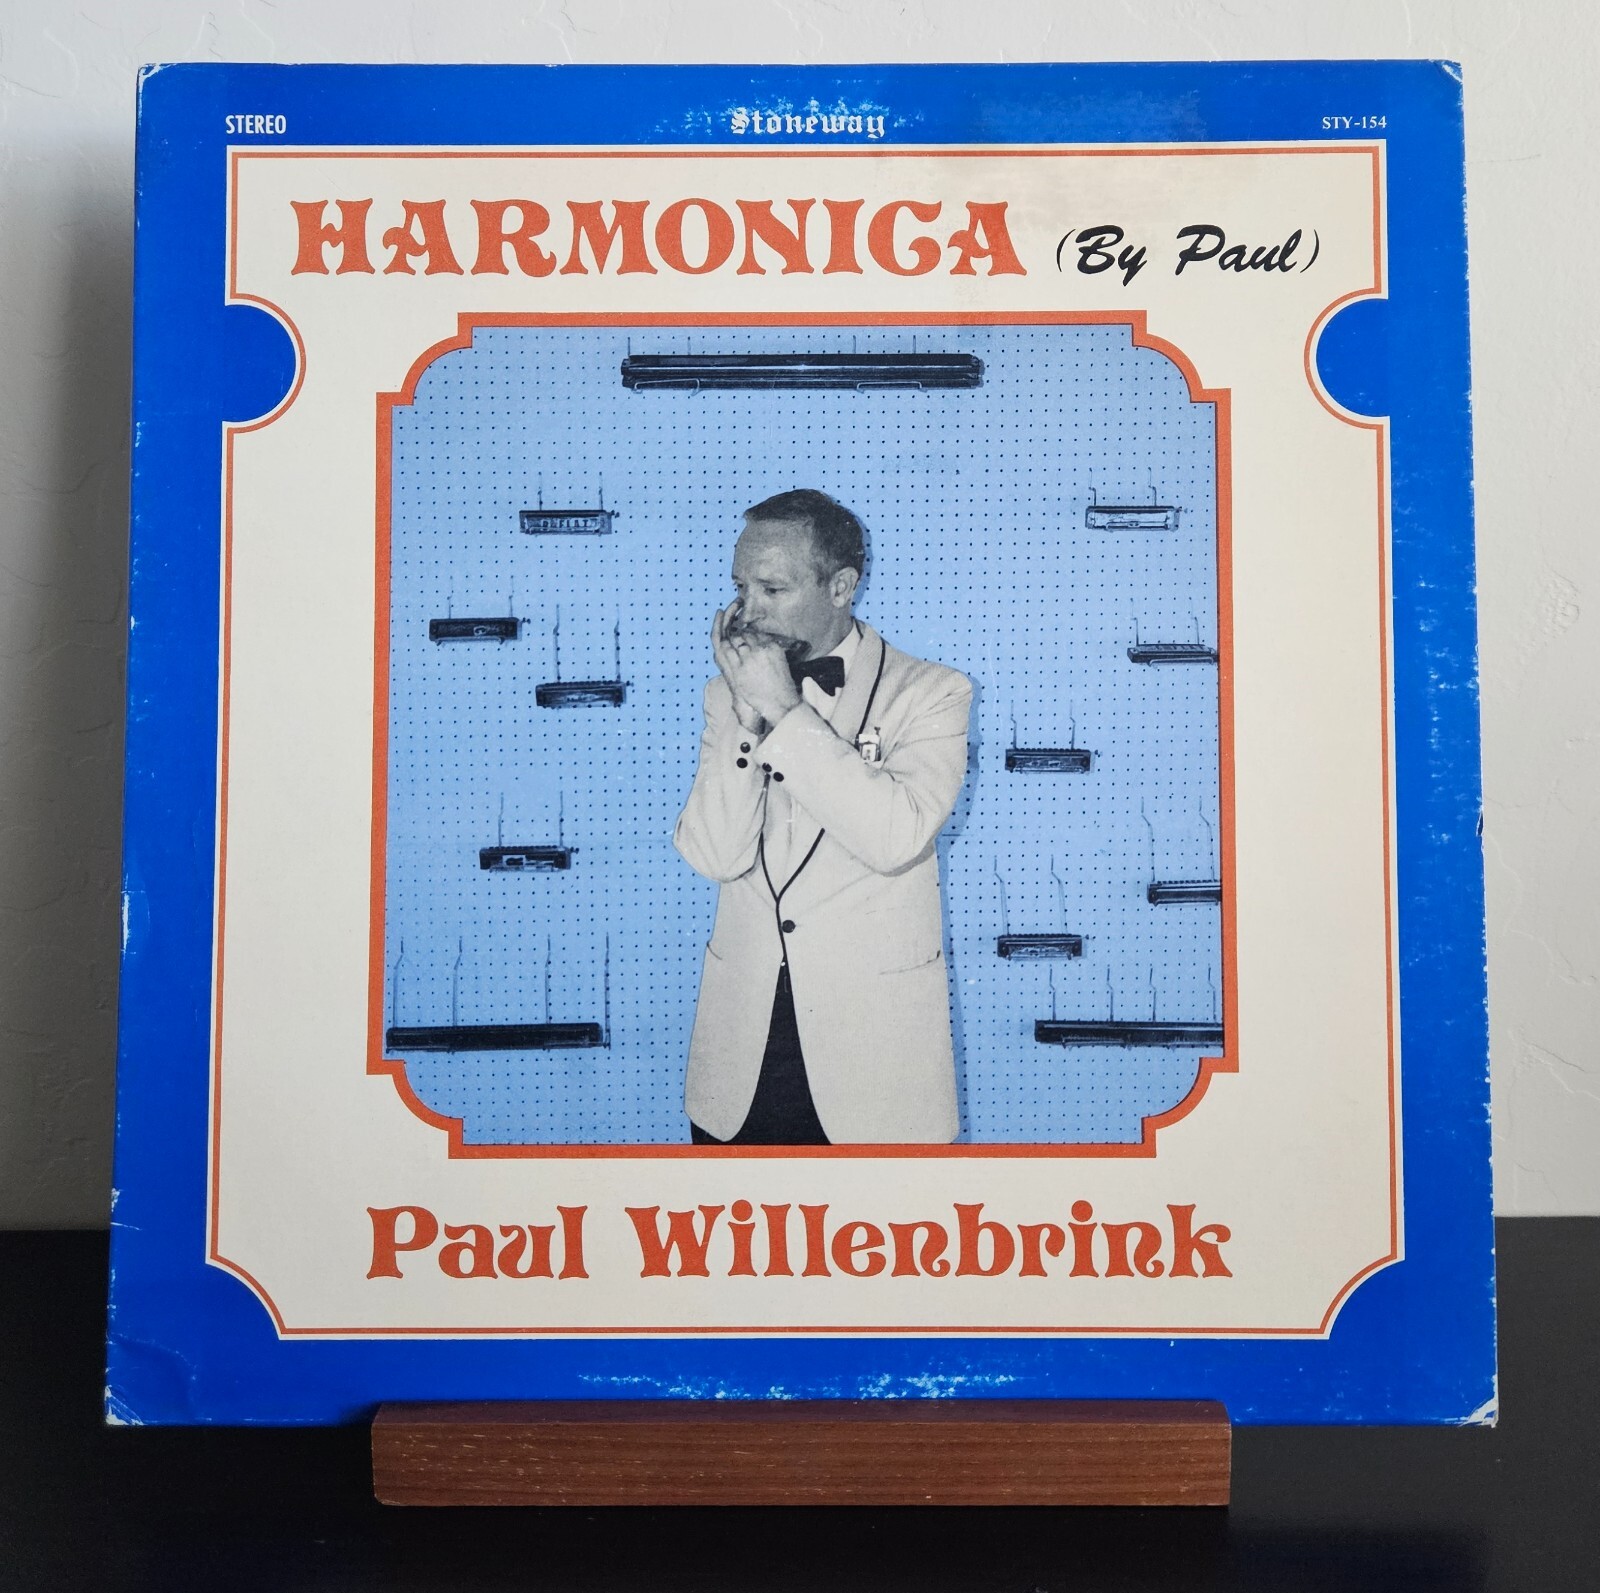 STEREO
Stoneway
STY-154
HARMONICA (By Paul)
Paul Willenbrink